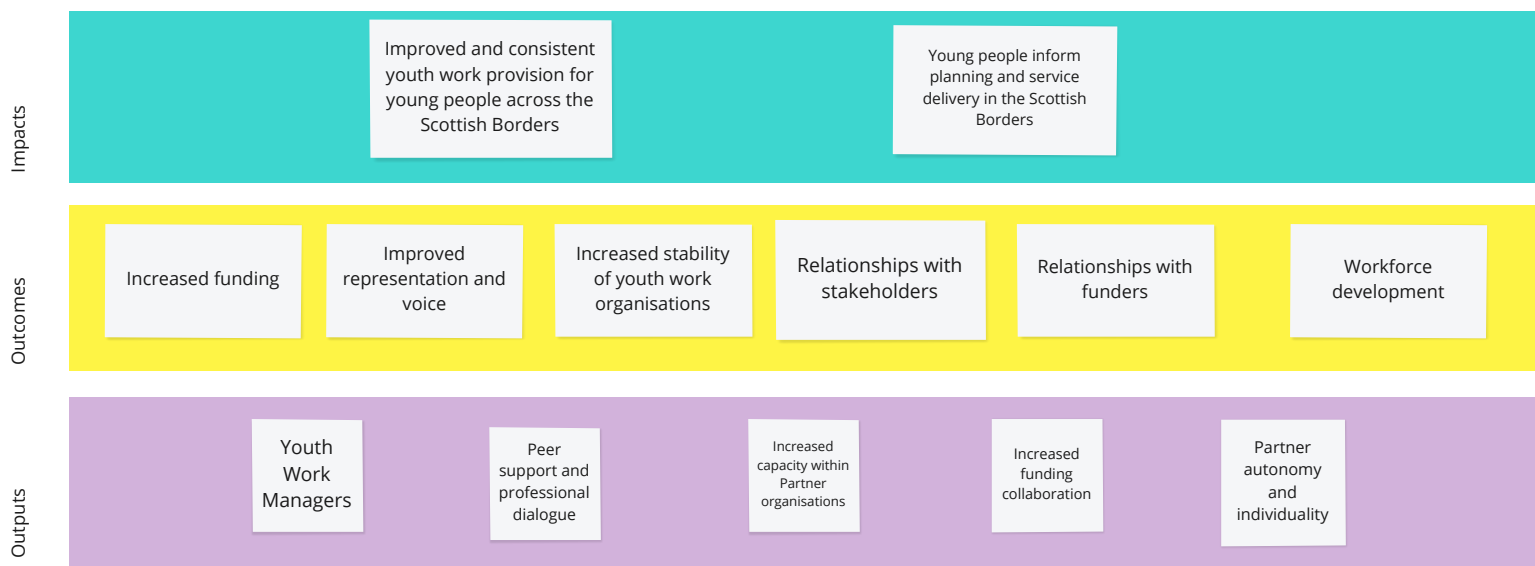 Impacts
Improved and consistent
youth work provision for
young people across the
Scottish Borders
Young people inform
planning and service
delivery in the Scottish
Borders
Outcomes
Increased funding
Improved
representation and
voice
Increased stability
of youth work
organisations
Relationships with
stakeholders
Relationships with
funders
Workforce
development
Outputs
Youth
Work
Managers
Peer
support and
professional
dialogue
Increased
capacity within
Partner
organisations
Increased
funding
collaboration
Partner
autonomy
and
individuality